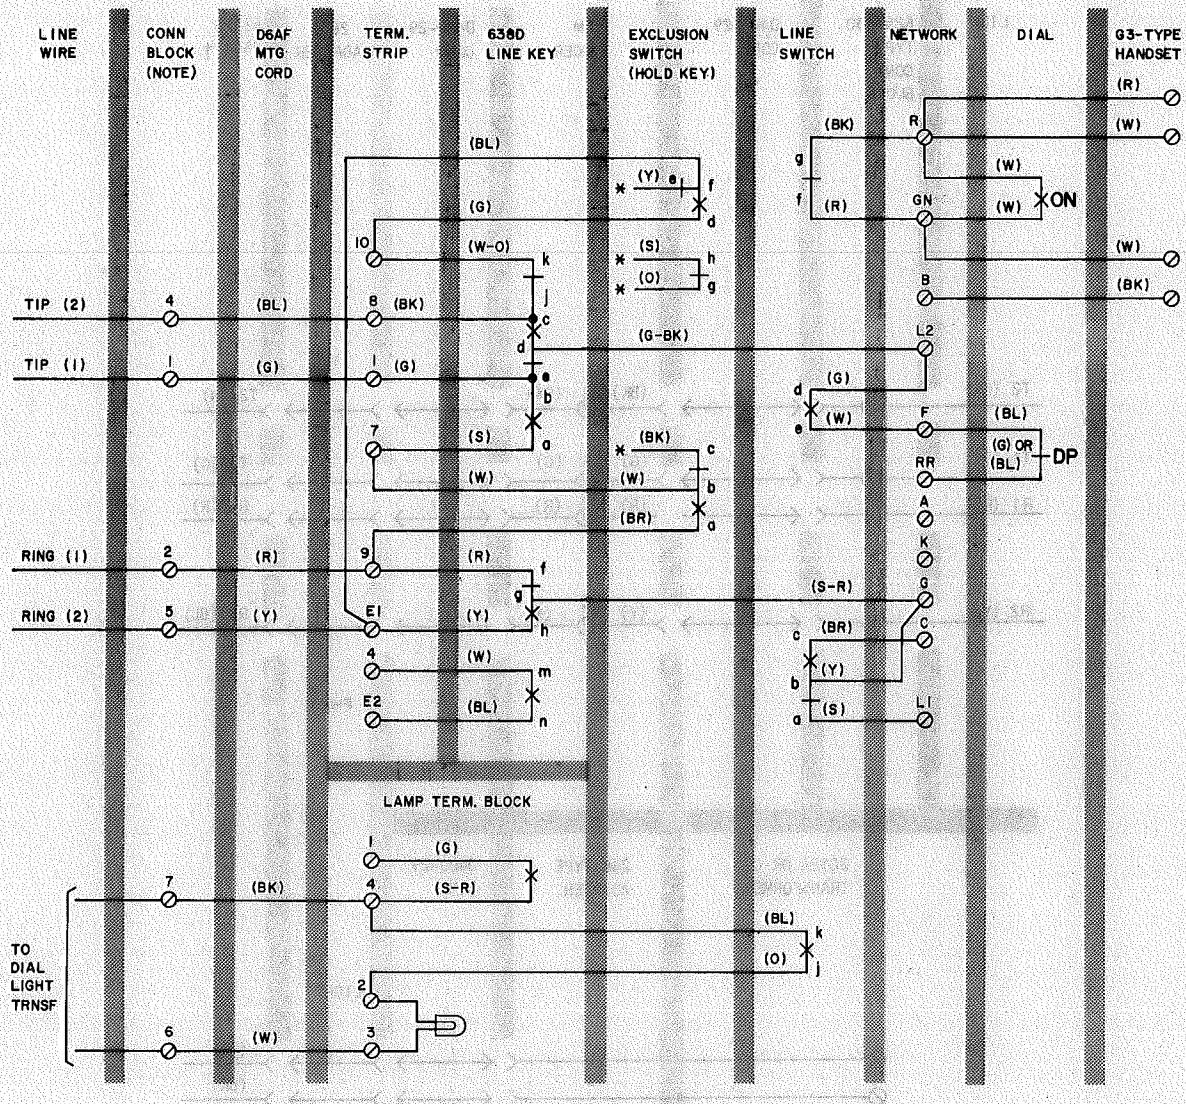 LINE WIRE
CONN BLOCK (NOTE)
D6AF MTG CORD
TERM. STRIP
638D LINE KEY
EXCLUSION SWITCH (HOLD KEY)
LINE SWITCH
NETWORK
DIAL
G3-TYPE HANDSET
(R)
(BK) R (W)
(BL)
g
(W)
(Y) e f
f (R) GN (W) ON
(G) d
10 (W-O) k (S) h (W)
(O) g
j B (BK)
TIP (2) 4 (BL) 8 (BK) c
d (G-BK) L2
TIP (1) 1 (G) 1 (G) e
b d (G)
7 (S) a e (W) F (BL)
(BK) c
(G) OR (BL) DP
(W) (W) b RR
(BR) a A
K
RING (1) 2 (R) 9 (R) f
g (S-R) G
RING (2) 5 (Y) E1 (Y) h
c (BR) C
4 (W) m
b (Y)
E2 (BL) n a (S) L1
LAMP TERM. BLOCK
1 (G)
7 (BK) 4 (S-R)
(BL) k
(O) j
TO DIAL LIGHT TRNSF
2
6 (W) 3